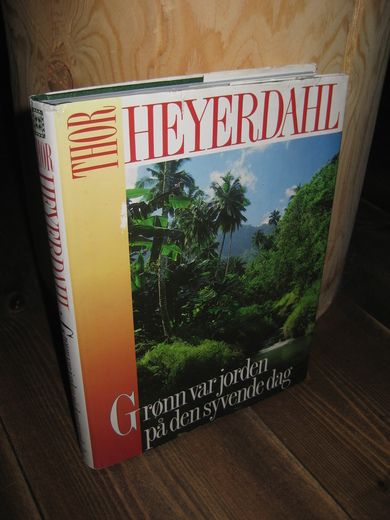 THOR
HEYERDAHL
Grønn var jorden
på den syvende dag
THOR HEYERDAHL